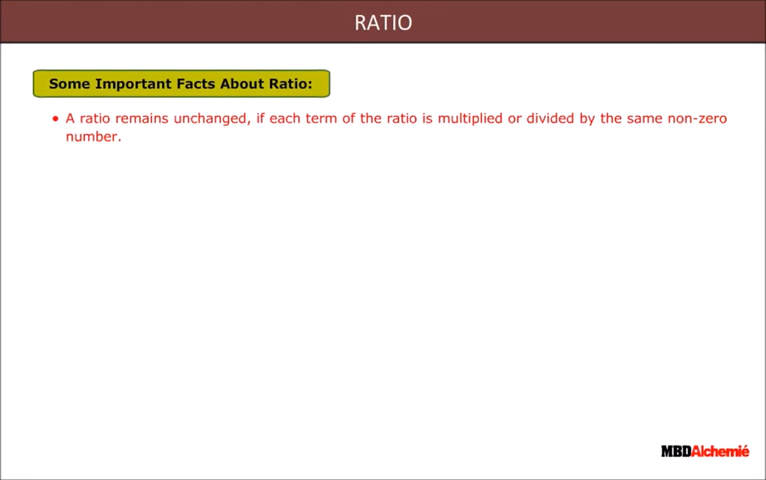 RATIO
Some Important Facts About Ratio:
• A ratio remains unchanged, if each term of the ratio is multiplied or divided by the same non-zero
number.
MBDAlchemié